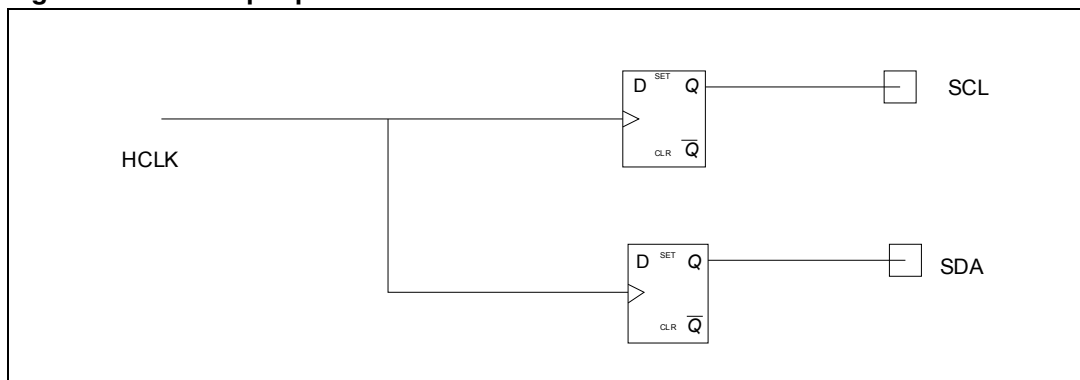 D SET Q
SCL
HCLK
CLR Q̅
D SET Q
SDA
CLR Q̅